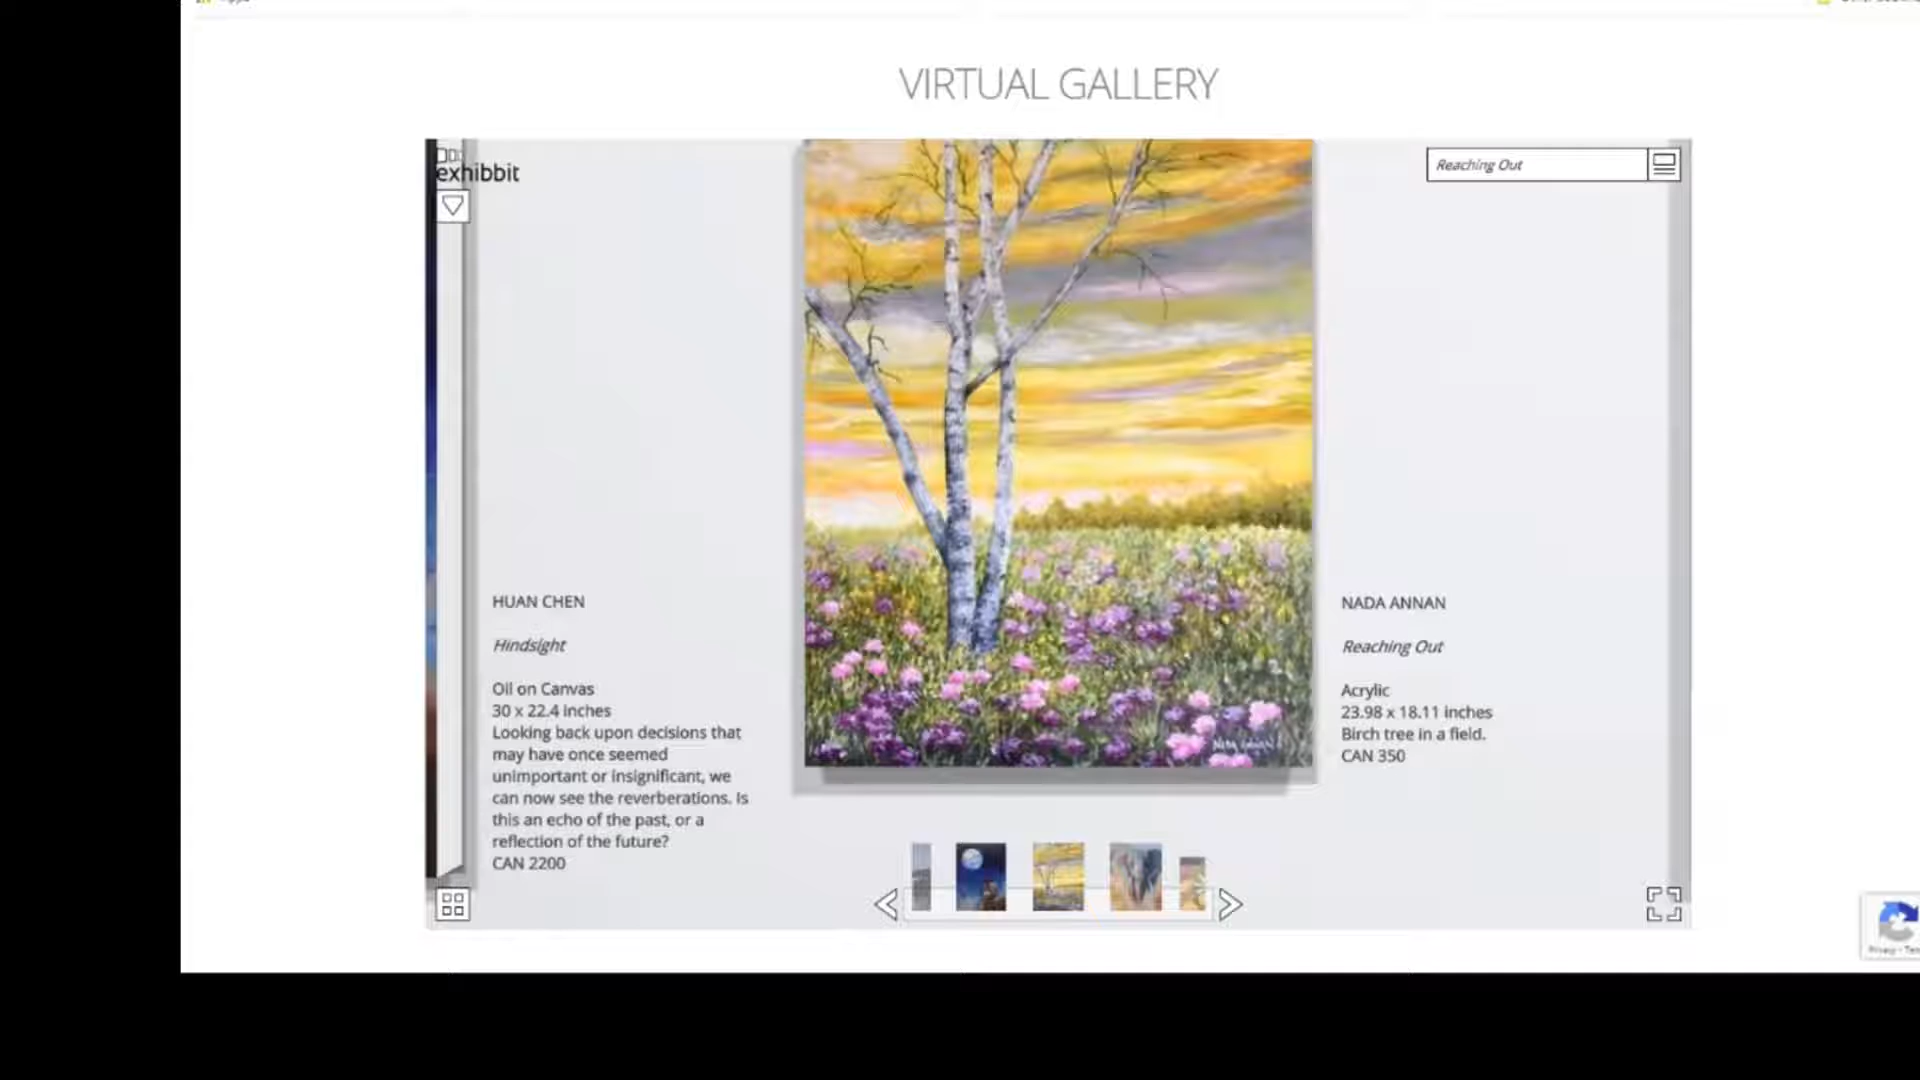 VIRTUAL GALLERY
exhibbit
Reaching Out
HUAN CHEN
Hindsight
Oil on Canvas
30 x 22.4 inches
Looking back upon decisions that
may have once seemed
unimportant or insignificant, we
can now see the reverberations. Is
this an echo of the past, or a
reflection of the future?
CAN 2200
NADA ANNAN
Reaching Out
Acrylic
23.98 x 18.11 inches
Birch tree in a field.
CAN 350
NADA ANNAN